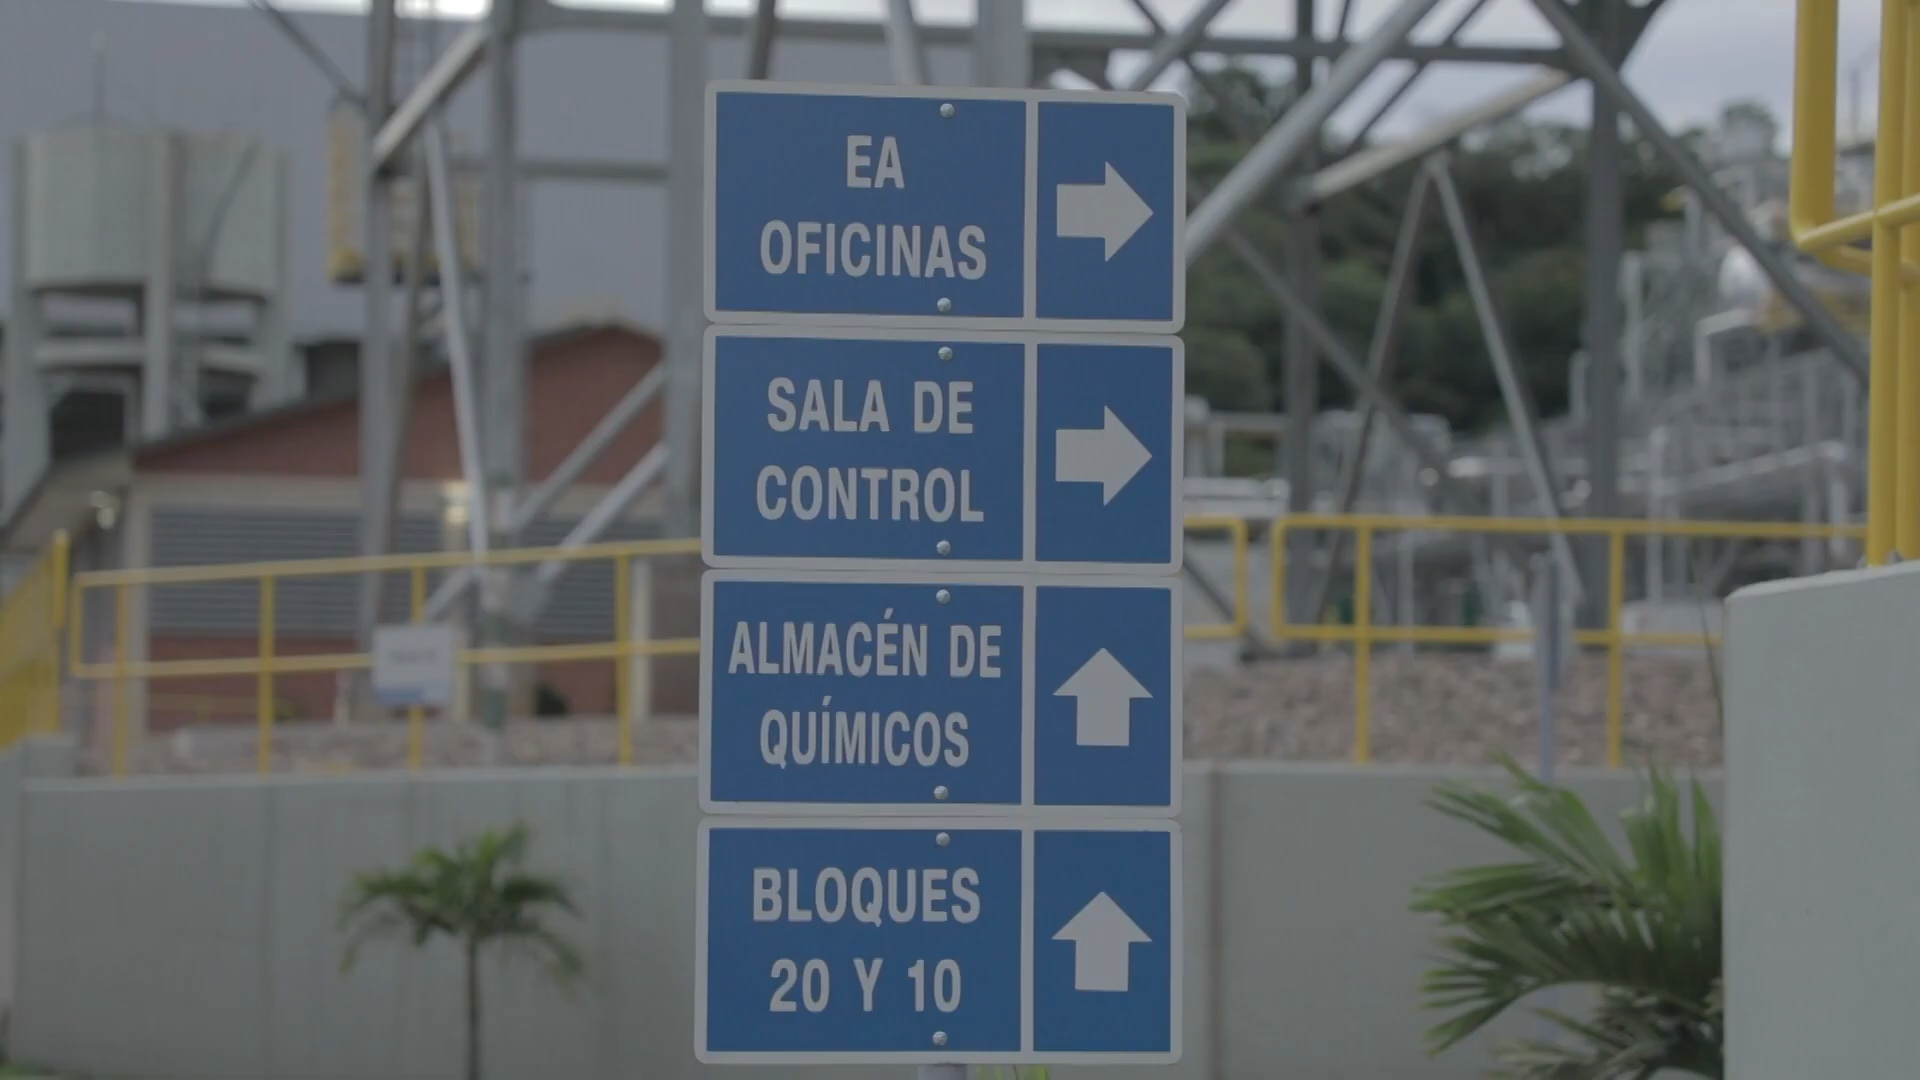 EA
OFICINAS
SALA DE
CONTROL
ALMACÉN DE
QUÍMICOS
BLOQUES
20 Y 10